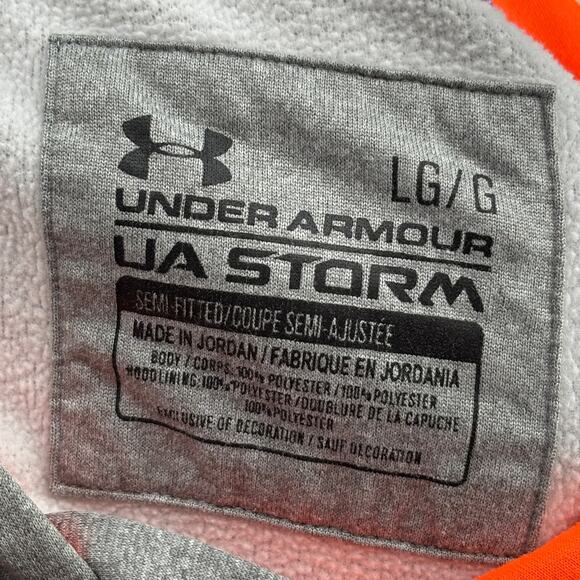 LG/G
UNDER ARMOUR
UA STORM
SEMI-FITTED/COUPE SEMI-AJUSTÉE
MADE IN JORDAN / FABRIQUE EN JORDANIA
BODY / CORPS: 100% POLYESTER / 100% POLYESTER
HOOD LINING: 100% POLYESTER / DOUBLURE DE LA CAPUCHE
100% POLYESTER
EXCLUSIVE OF DECORATION / SAUF DECORATION